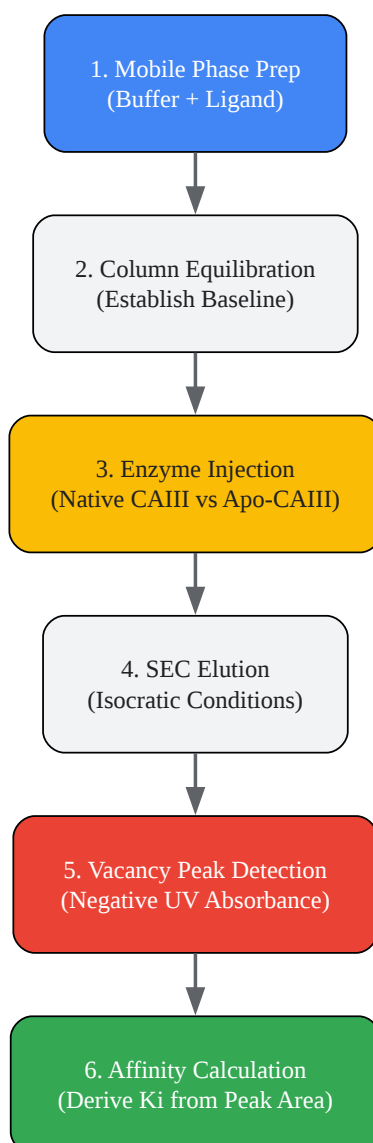 1. Mobile Phase Prep
(Buffer + Ligand)
2. Column Equilibration
(Establish Baseline)
3. Enzyme Injection
(Native CAIII vs Apo-CAIII)
4. SEC Elution
(Isocratic Conditions)
5. Vacancy Peak Detection
(Negative UV Absorbance)
6. Affinity Calculation
(Derive Ki from Peak Area)